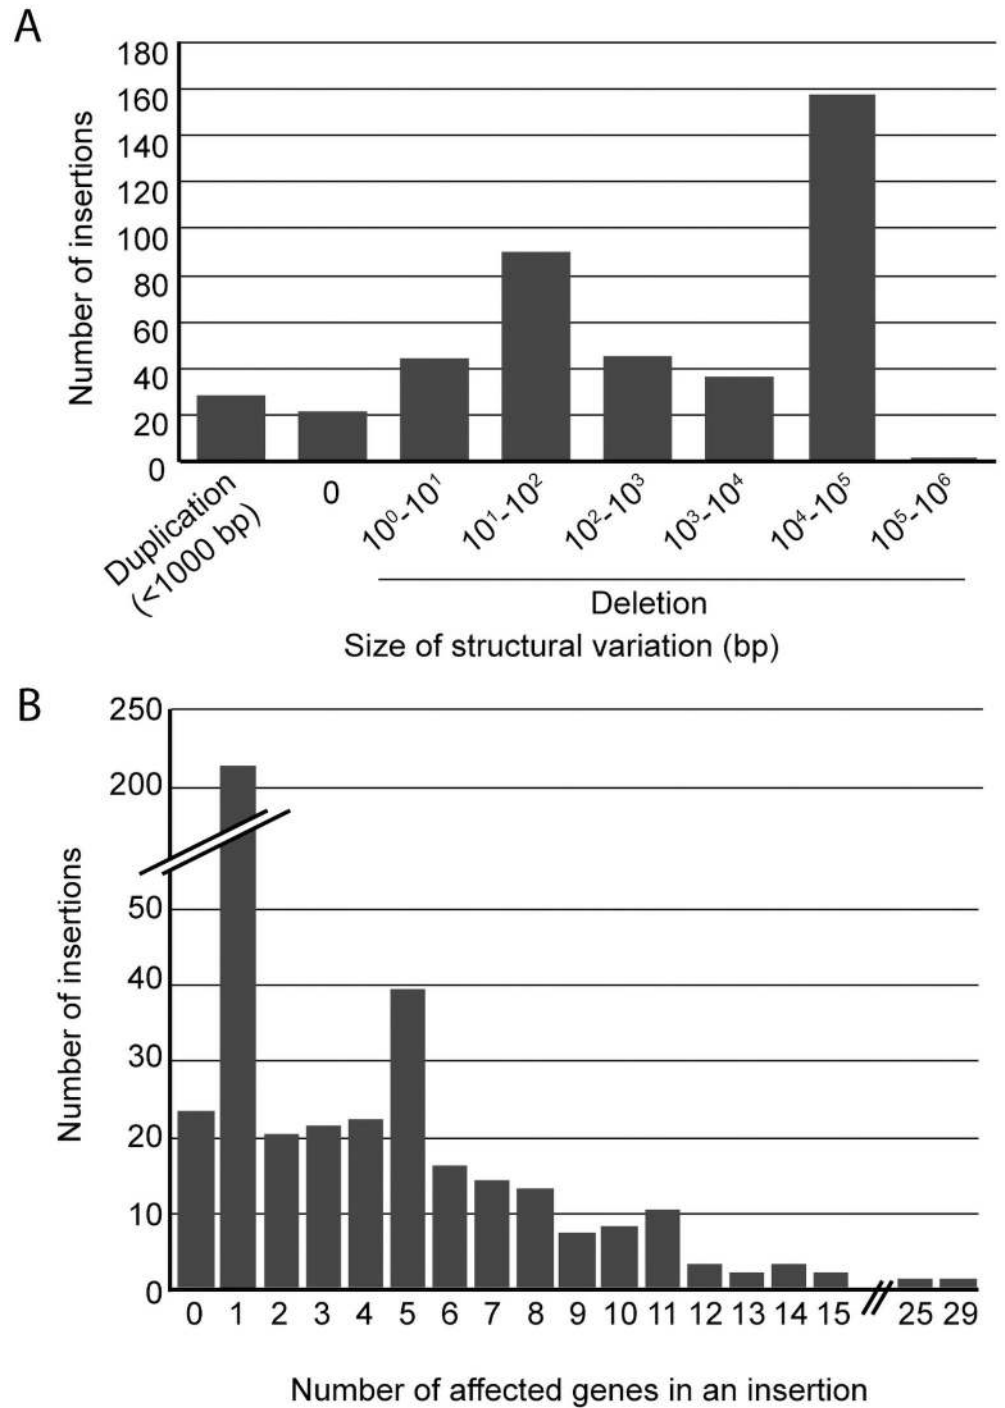 A
Number of insertions
180
160
140
120
100
80
60
40
20
0
Duplication
(<1000 bp)
0
10⁰-10¹
10¹-10²
10²-10³
10³-10⁴
10⁴-10⁵
10⁵-10⁶
Deletion
Size of structural variation (bp)
B
Number of insertions
250
200
50
40
30
20
10
0
0 1 2 3 4 5 6 7 8 9 10 11 12 13 14 15 25 29
Number of affected genes in an insertion